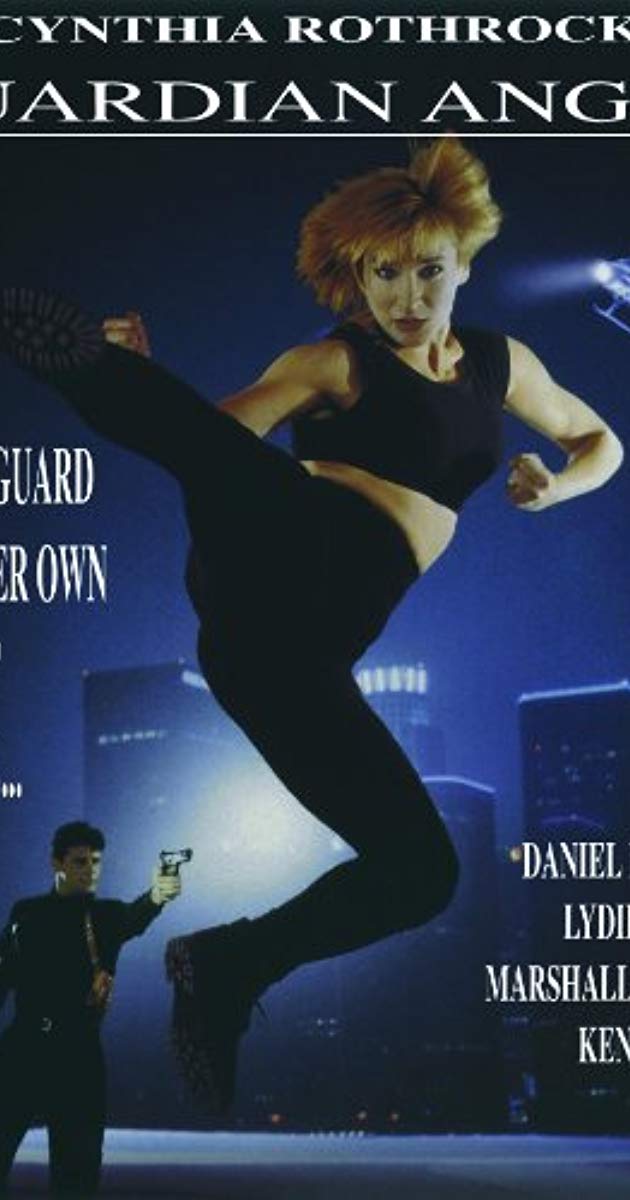 CYNTHIA ROTHROCK
UARDIAN ANG
GUARD
ER OWN
...
DANIEL
LYDI
MARSHALL
KEN